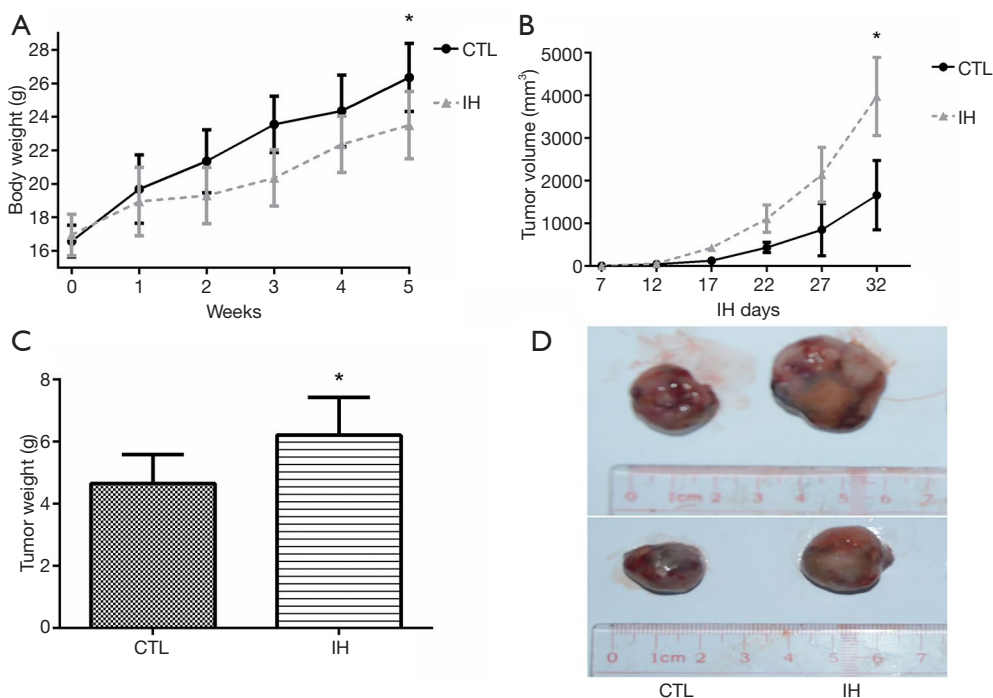 A
*
28
26
24
22
20
18
16
Body weight (g)
0 1 2 3 4 5
Weeks
CTL
IH
B
*
5000
4000
3000
2000
1000
0
Tumor volume (mm³)
7 12 17 22 27 32
IH days
CTL
IH
C
*
8
6
4
2
0
Tumor weight (g)
CTL IH
D
0 1cm 2 3 4 5 6 7
0 1cm 2 3 4 5 6 7
CTL IH